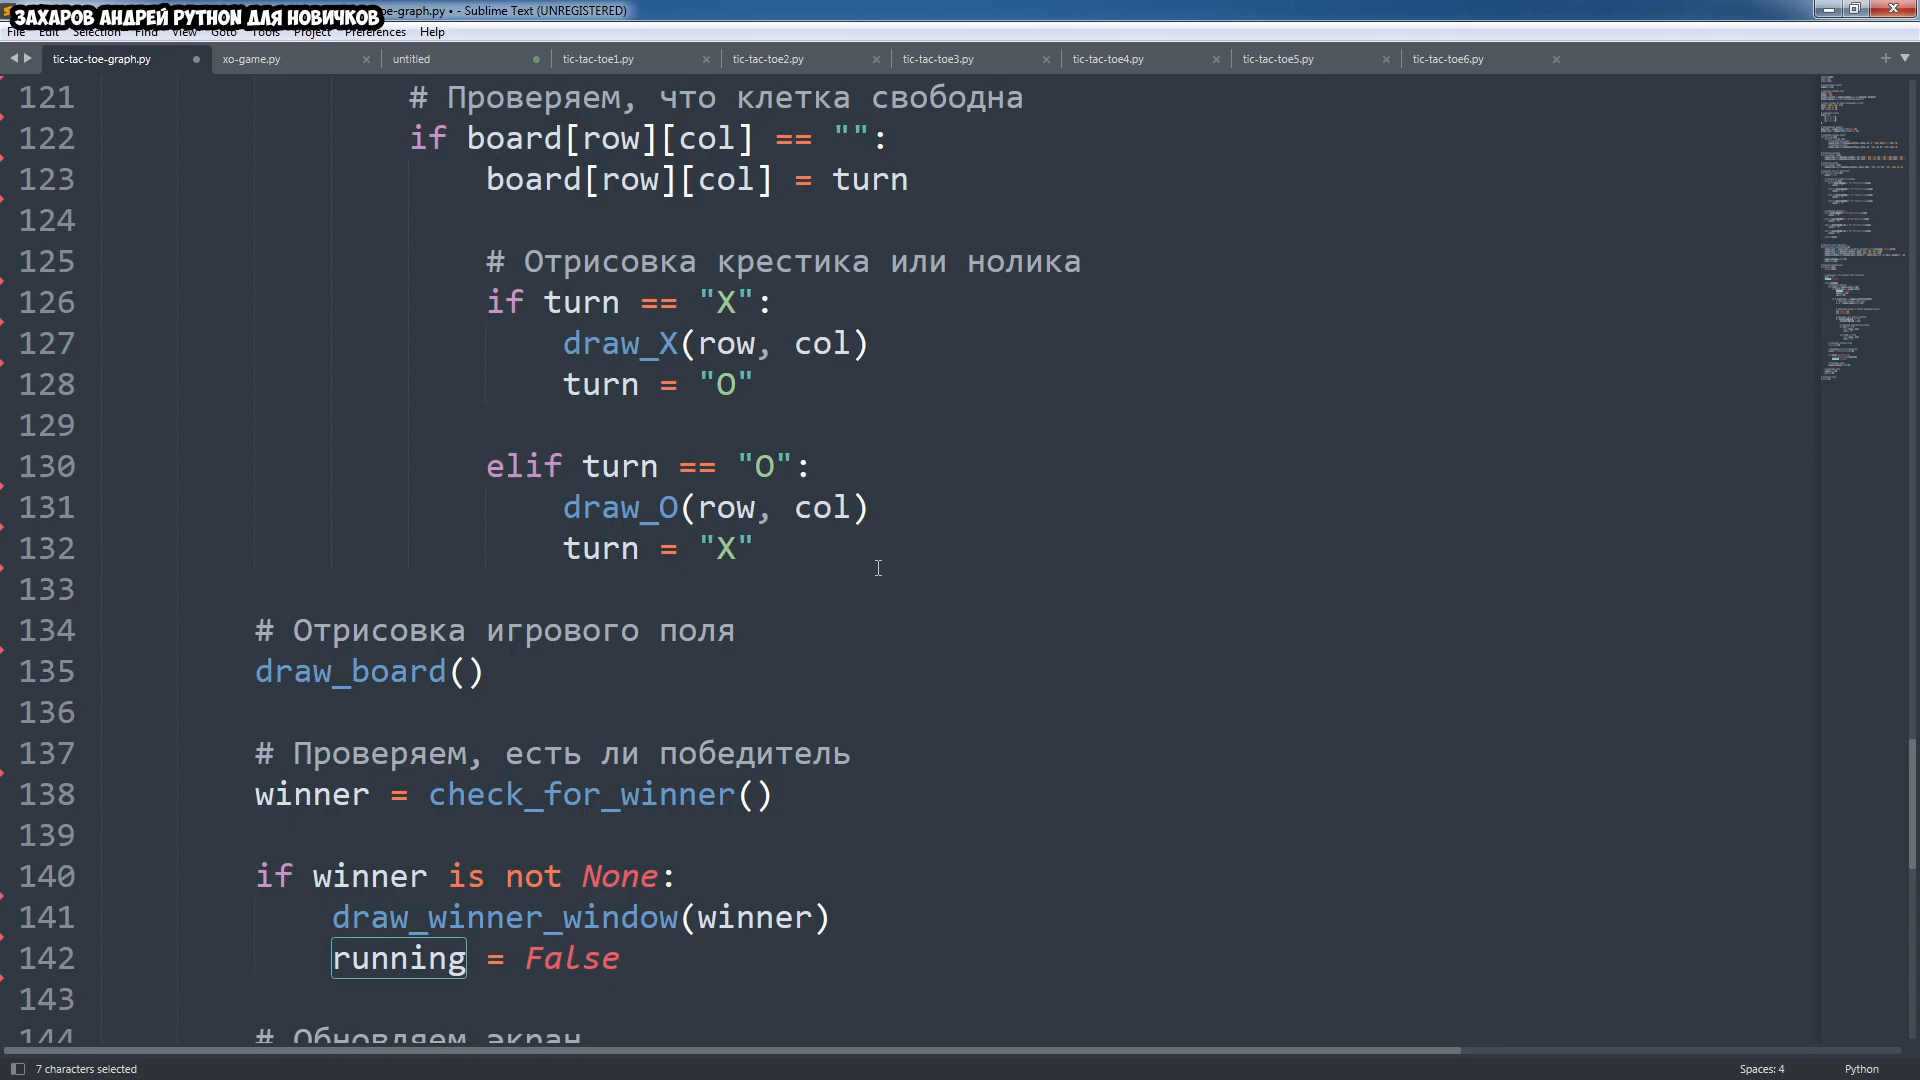 ЗАХАРОВ АНДРЕЙ PYTHON ДЛЯ НОВИЧКОВ
oe-graph.py • - Sublime Text (UNREGISTERED)
File Edit Selection Find View Goto Tools Project Preferences Help
tic-tac-toe-graph.py xo-game.py untitled tic-tac-toe1.py tic-tac-toe2.py tic-tac-toe3.py tic-tac-toe4.py tic-tac-toe5.py tic-tac-toe6.py
121 # Проверяем, что клетка свободна
122 if board[row][col] == "":
123 board[row][col] = turn
124
125 # Отрисовка крестика или нолика
126 if turn == "X":
127 draw_X(row, col)
128 turn = "O"
129
130 elif turn == "O":
131 draw_O(row, col)
132 turn = "X"
133
134 # Отрисовка игрового поля
135 draw_board()
136
137 # Проверяем, есть ли победитель
138 winner = check_for_winner()
139
140 if winner is not None:
141 draw_winner_window(winner)
142 running = False
143
144 # Обновляем экран
7 characters selected Spaces: 4 Python